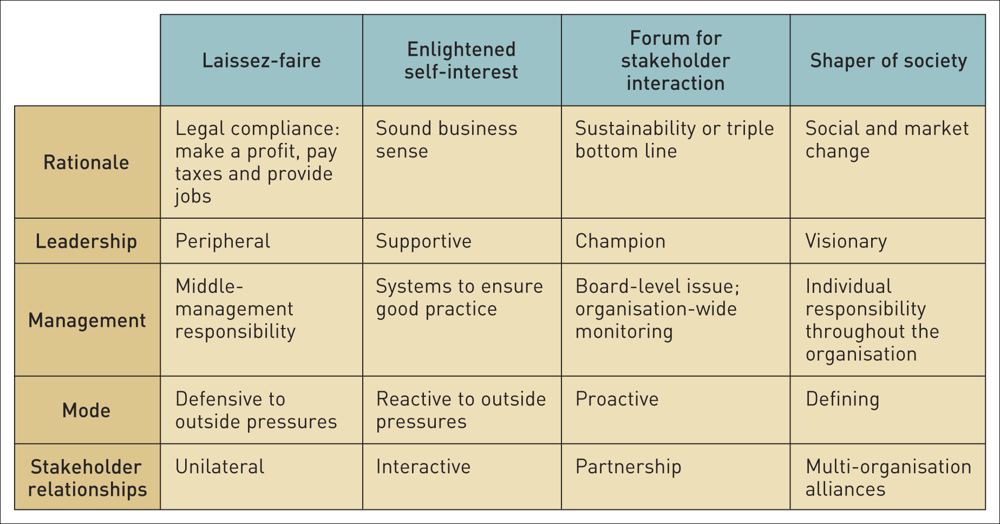 Laissez-faire
Enlightened
self-interest
Forum for
stakeholder
interaction
Shaper of society
Rationale
Legal compliance:
make a profit, pay
taxes and provide
jobs
Sound business
sense
Sustainability or triple
bottom line
Social and market
change
Leadership
Peripheral
Supportive
Champion
Visionary
Management
Middle-
management
responsibility
Systems to ensure
good practice
Board-level issue;
organisation-wide
monitoring
Individual
responsibility
throughout the
organisation
Mode
Defensive to
outside pressures
Reactive to outside
pressures
Proactive
Defining
Stakeholder
relationships
Unilateral
Interactive
Partnership
Multi-organisation
alliances